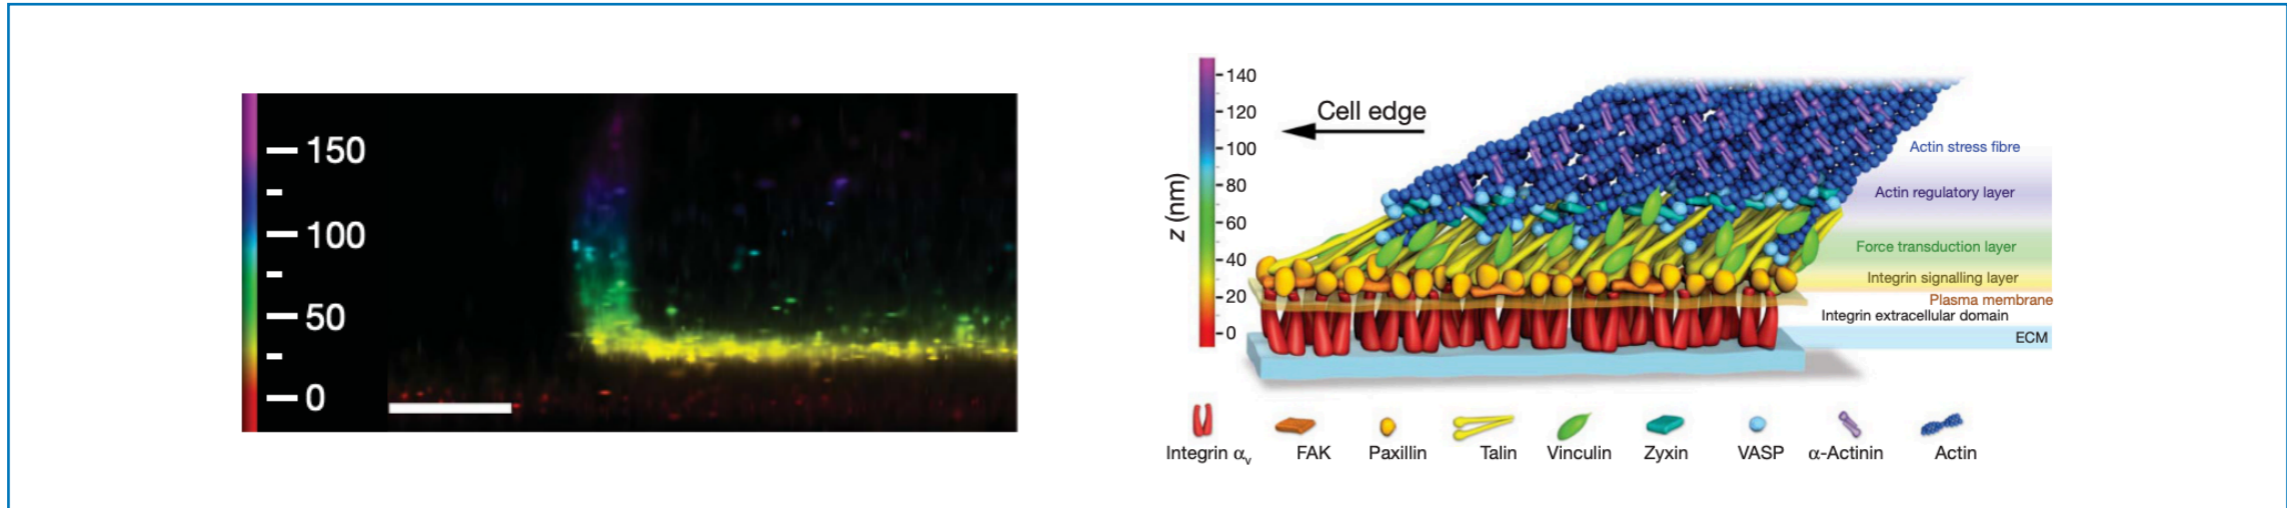 150
100
50
0
z (nm)
140
120
100
80
60
40
20
0
Cell edge
Actin stress fibre
Actin regulatory layer
Force transduction layer
Integrin signalling layer
Plasma membrane
Integrin extracellular domain
ECM
Integrin αv FAK Paxillin Talin Vinculin Zyxin VASP α-Actinin Actin